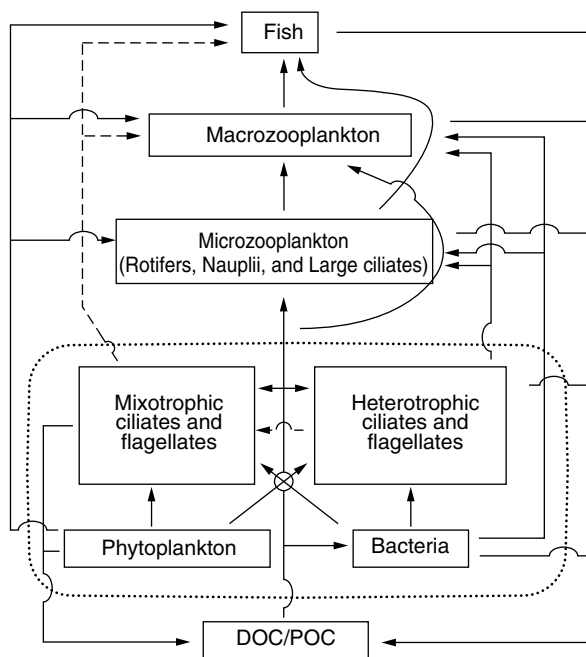 Fish
Macrozooplankton
Microzooplankton
(Rotifers, Nauplii, and Large ciliates)
Mixotrophic
ciliates and
flagellates
Heterotrophic
ciliates and
flagellates
Phytoplankton
Bacteria
DOC/POC